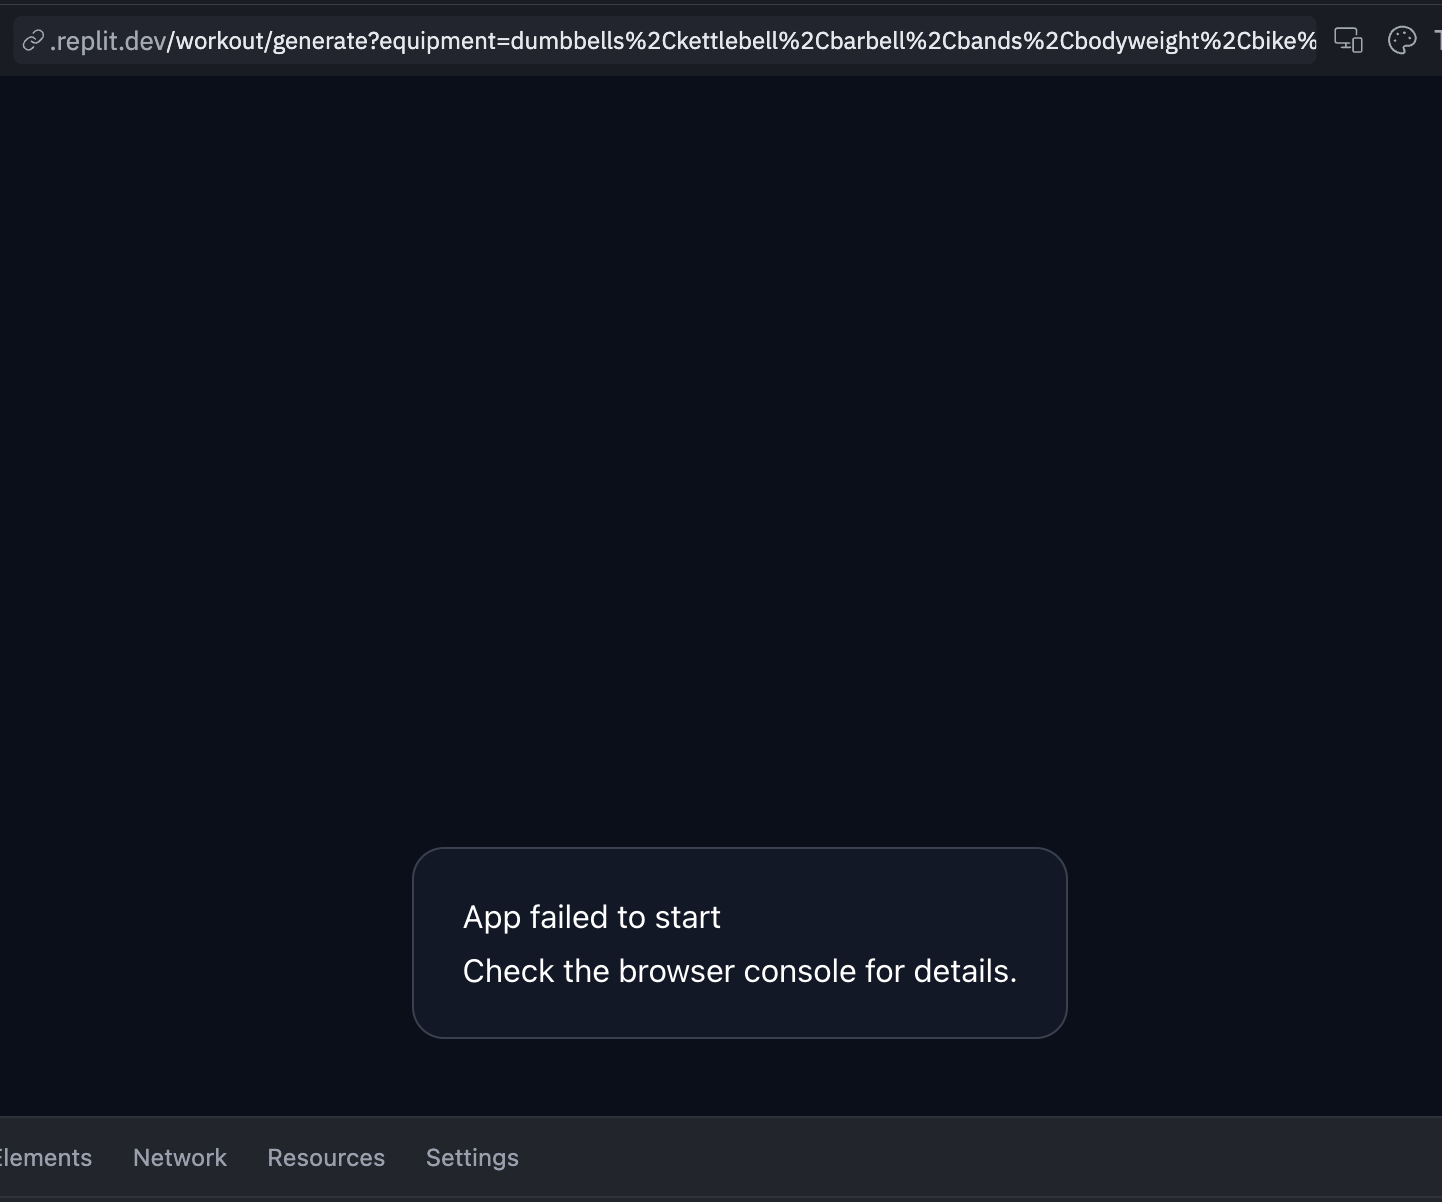 .replit.dev/workout/generate?equipment=dumbbells%2Ckettlebell%2Cbarbell%2Cbands%2Cbodyweight%2Cbike%
App failed to start
Check the browser console for details.
Elements Network Resources Settings